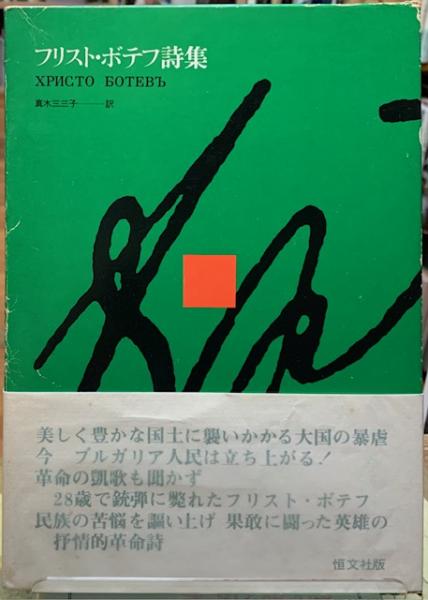 フリスト・ボテフ詩集
ХРИСТО БОТЕВЪ
真木三三子——訳
美しく豊かな国土に襲いかかる大国の暴虐
今 ブルガリア人民は立ち上がる!
革命の凱歌も聞かず
28歳で銃弾に斃れたフリスト・ボテフ
民族の苦悩を謳い上げ 果敢に闘った英雄の
抒情的革命詩
恒文社版